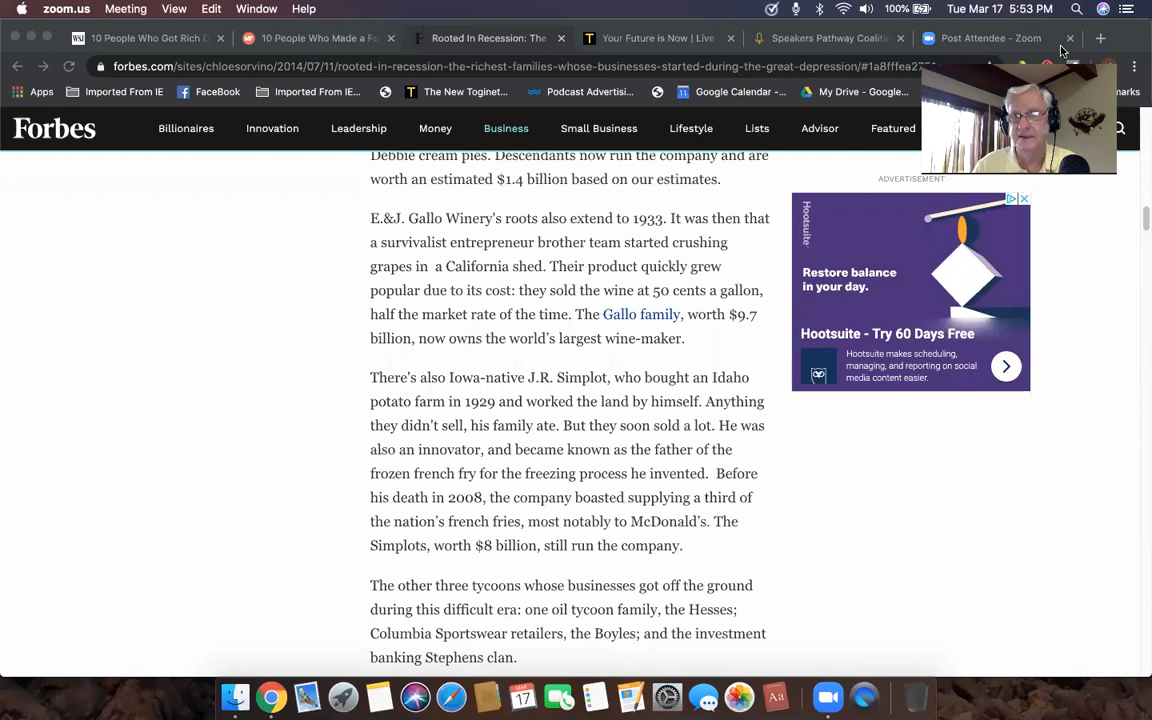 zoom.us Meeting View Edit Window Help 100% Tue Mar 17 5:53 PM
WSJ 10 People Who Got Rich 10 People Who Made a Fo Rooted In Recession: The Your Future is Now | Live Speakers Pathway Coaliti Post Attendee - Zoom
forbes.com/sites/chloesorvino/2014/07/11/rooted-in-recession-the-richest-families-whose-businesses-started-during-the-great-depression/#1a8fffea27
Apps Imported From IE FaceBook Imported From IE... The New Toginet... Podcast Advertisi... Google Calendar -... My Drive - Google... marks
Forbes Billionaires Innovation Leadership Money Business Small Business Lifestyle Lists Advisor Featured
Debbie cream pies. Descendants now run the company and are
worth an estimated $1.4 billion based on our estimates.
E.&J. Gallo Winery's roots also extend to 1933. It was then that
a survivalist entrepreneur brother team started crushing
grapes in a California shed. Their product quickly grew
popular due to its cost: they sold the wine at 50 cents a gallon,
half the market rate of the time. The Gallo family, worth $9.7
billion, now owns the world's largest wine-maker.
There's also Iowa-native J.R. Simplot, who bought an Idaho
potato farm in 1929 and worked the land by himself. Anything
they didn't sell, his family ate. But they soon sold a lot. He was
also an innovator, and became known as the father of the
frozen french fry for the freezing process he invented. Before
his death in 2008, the company boasted supplying a third of
the nation's french fries, most notably to McDonald's. The
Simplots, worth $8 billion, still run the company.
The other three tycoons whose businesses got off the ground
during this difficult era: one oil tycoon family, the Hesses;
Columbia Sportswear retailers, the Boyles; and the investment
banking Stephens clan.
ADVERTISEMENT
Hootsuite
Restore balance
in your day.
Hootsuite - Try 60 Days Free
Hootsuite makes scheduling,
managing, and reporting on social
media content easier.
17